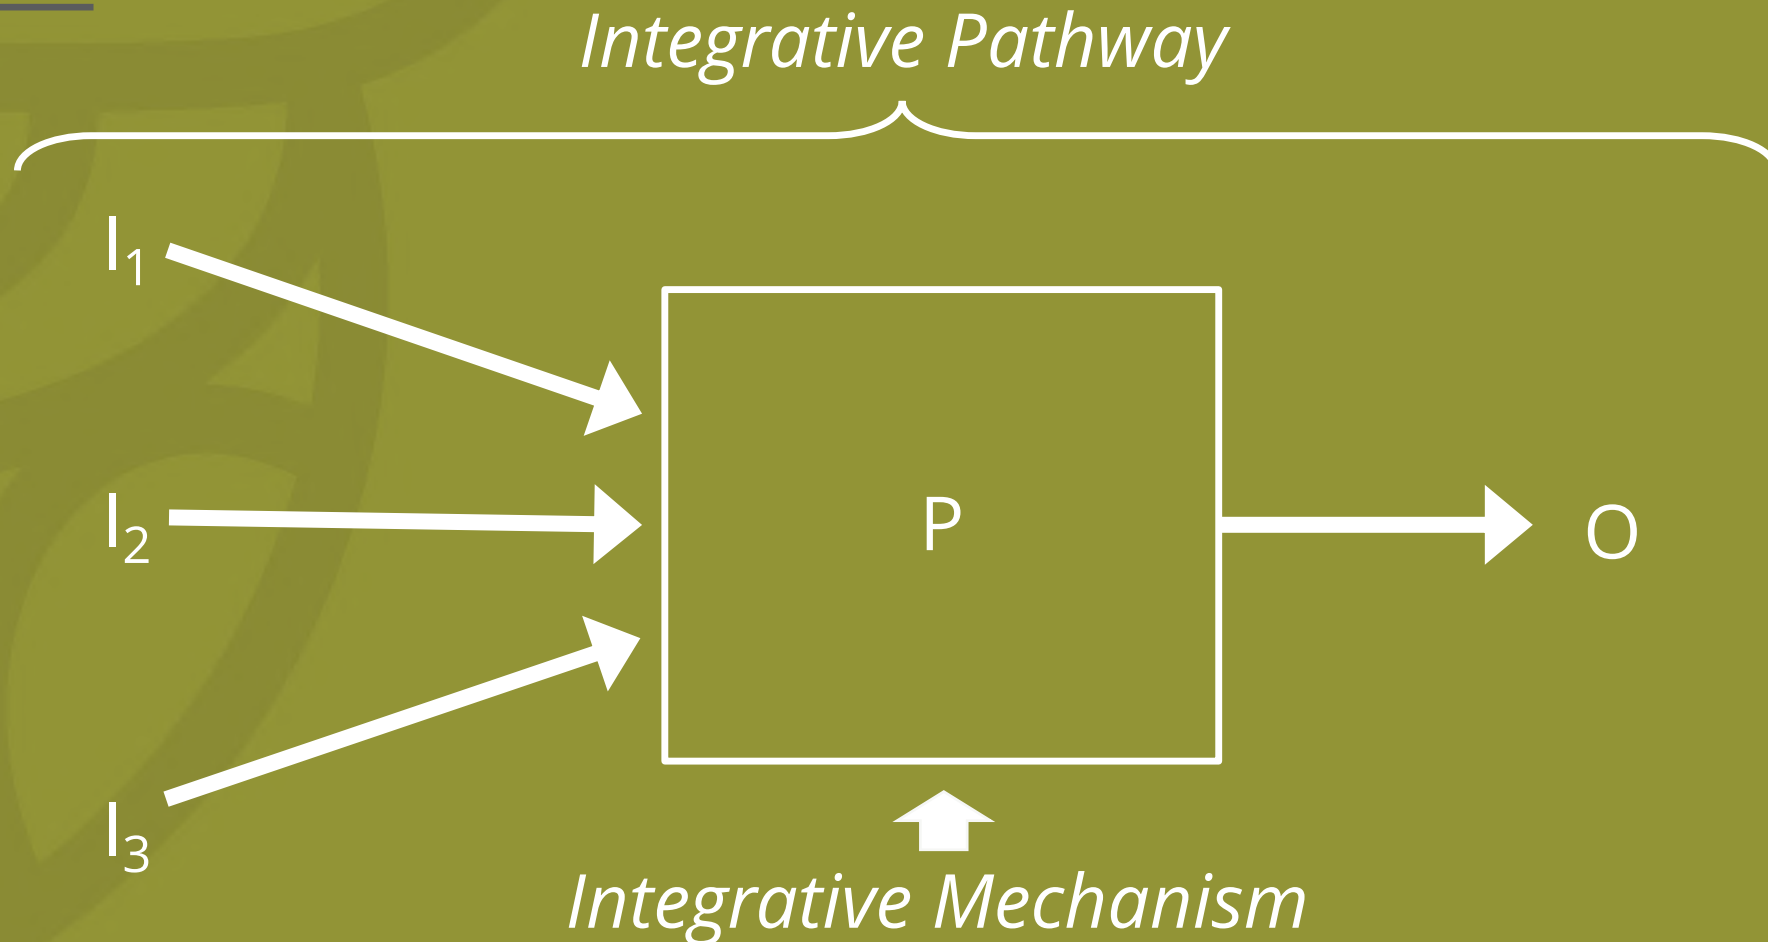 Integrative Pathway
I1
I2
P
O
I3
Integrative Mechanism